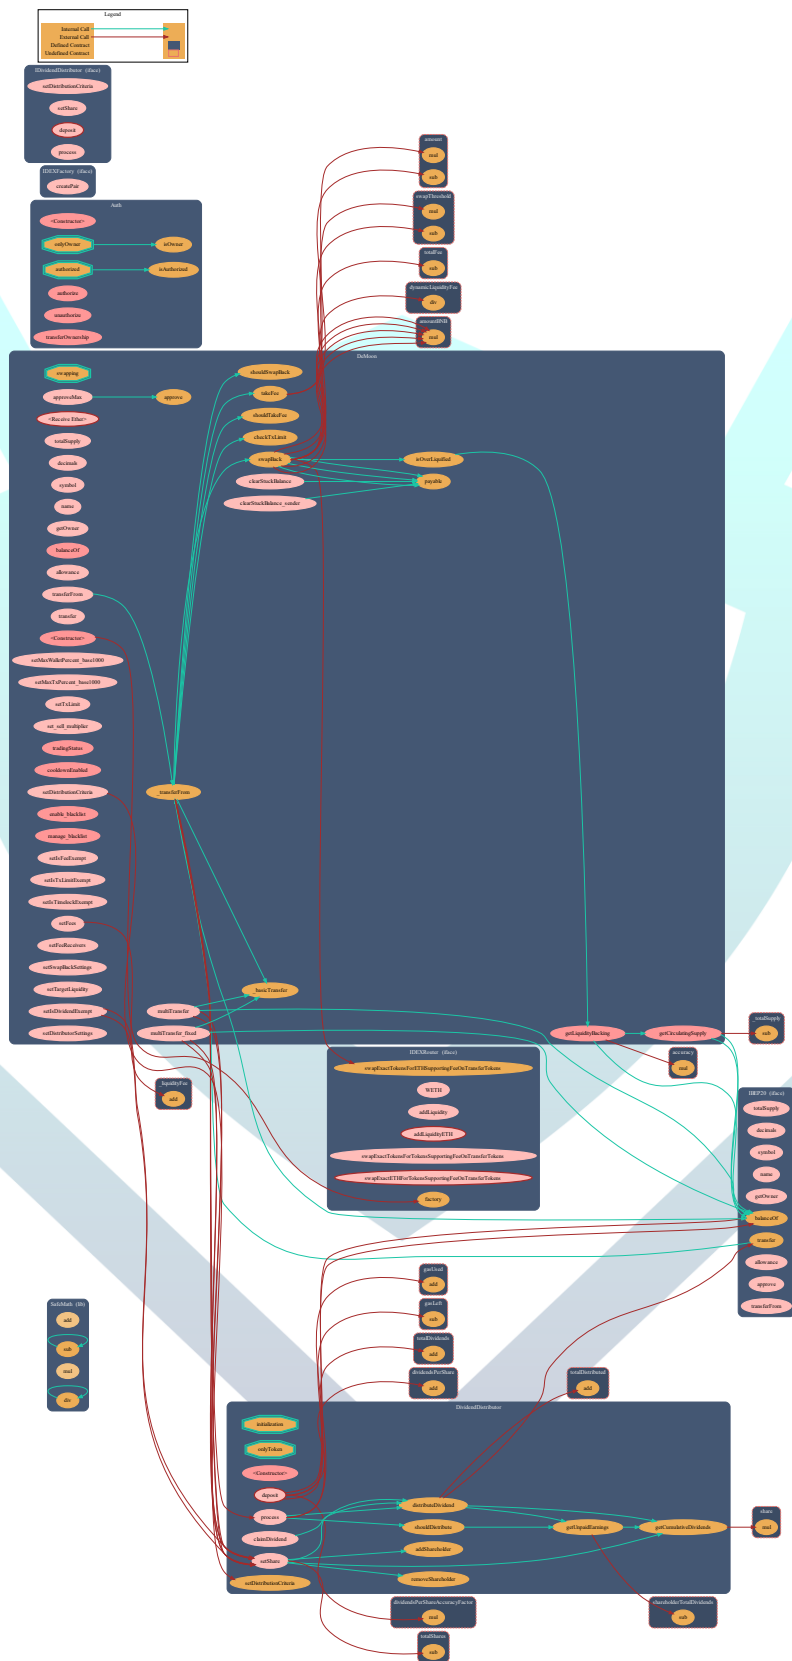 Legend
Internal Call
External Call
Defined Contract
Undefined Contract
IDividendDistributor (iface)
setDistributionCriteria
setShare
deposit
process
IDEXFactory (iface)
createPair
Auth
<Constructor>
onlyOwner
isOwner
authorized
isAuthorized
authorize
unauthorize
transferOwnership
amount
mul
sub
swapThreshold
mul
sub
totalFee
sub
dynamicLiquidityFee
div
amountBNB
mul
DeMoon
swapping
approveMax
approve
<Receive Ether>
totalSupply
decimals
symbol
name
getOwner
balanceOf
allowance
transferFrom
transfer
<Constructor>
setMaxWalletPercent_base1000
setMaxTxPercent_base1000
setTxLimit
set_sell_multiplier
tradingStatus
cooldownEnabled
setDistributionCriteria
enable_blacklist
manage_blacklist
setIsFeeExempt
setIsTxLimitExempt
setIsTimelockExempt
setFees
setFeeReceivers
setSwapBackSettings
setTargetLiquidity
setIsDividendExempt
setDistributorSettings
shouldSwapBack
takeFee
shouldTakeFee
checkTxLimit
swapBack
clearStuckBalance
clearStuckBalance_sender
isOverLiquified
payable
_transferFrom
_basicTransfer
multiTransfer
multiTransfer_fixed
getLiquidityBacking
getCirculatingSupply
_totalSupply
sub
accuracy
mul
_liquidityFee
add
IDEXRouter (iface)
swapExactTokensForETHSupportingFeeOnTransferTokens
WETH
addLiquidity
addLiquidityETH
swapExactTokensForTokensSupportingFeeOnTransferTokens
swapExactETHForTokensSupportingFeeOnTransferTokens
factory
IBEP20 (iface)
totalSupply
decimals
symbol
name
getOwner
balanceOf
transfer
allowance
approve
transferFrom
SafeMath (lib)
add
sub
mul
div
gasUsed
add
gasLeft
sub
totalDividends
add
dividendsPerShare
add
totalDistributed
add
DividendDistributor
initialization
onlyToken
<Constructor>
deposit
process
claimDividend
setShare
setDistributionCriteria
distributeDividend
shouldDistribute
addShareholder
removeShareholder
getUnpaidEarnings
getCumulativeDividends
share
mul
dividendsPerShareAccuracyFactor
mul
totalShares
sub
shareholderTotalDividends
sub